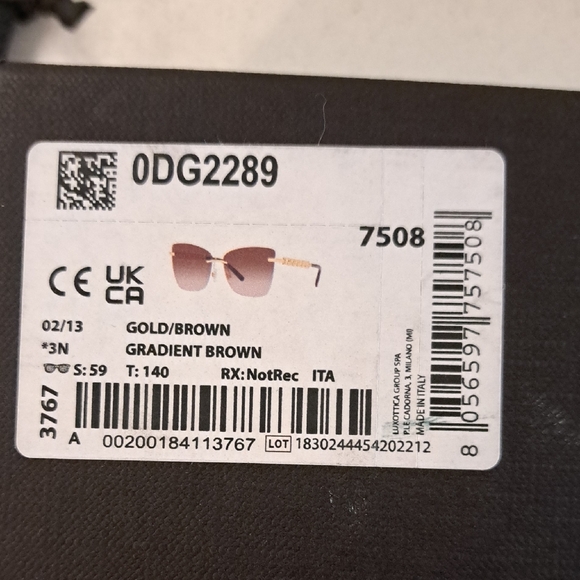 0DG2289
7508
CE UK CA
02/13 GOLD/BROWN
*3N GRADIENT BROWN
S: 59 T: 140 RX:NotRec ITA
3767
A 00200184113767 LOT 1830244454202212
LUXOTTICA GROUP SPA
P.LE CADORNA, 3, MILANO (MI)
MADE IN ITALY
8 056597 757508